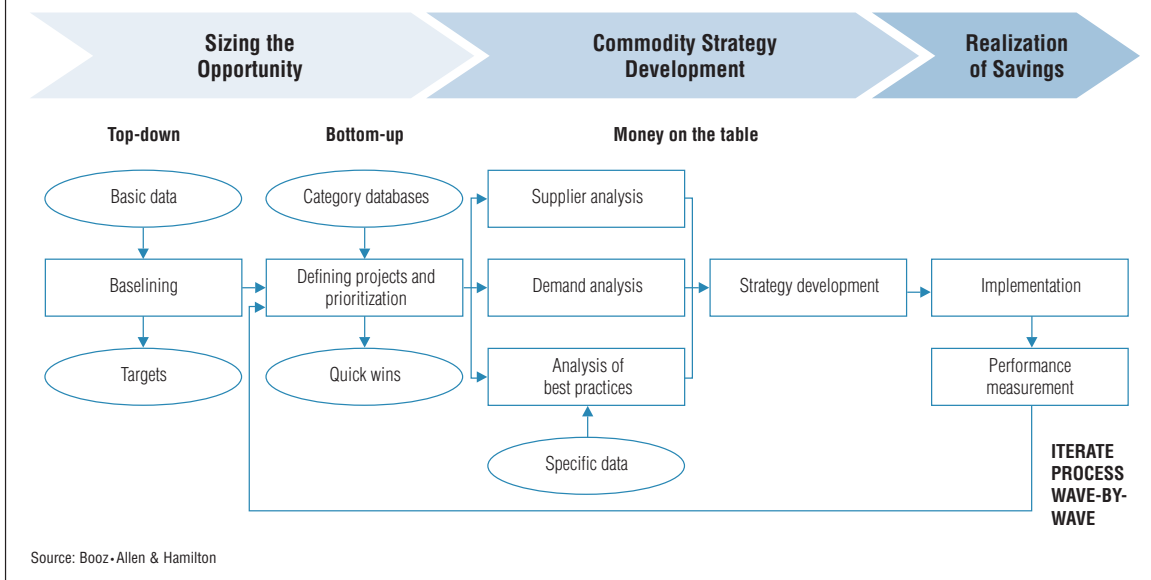 Sizing the
Opportunity
Commodity Strategy
Development
Realization
of Savings
Top-down
Bottom-up
Money on the table
Basic data
Category databases
Supplier analysis
Baselining
Defining projects and
prioritization
Demand analysis
Strategy development
Implementation
Targets
Quick wins
Analysis of
best practices
Performance
measurement
Specific data
ITERATE
PROCESS
WAVE-BY-
WAVE
Source: Booz•Allen & Hamilton